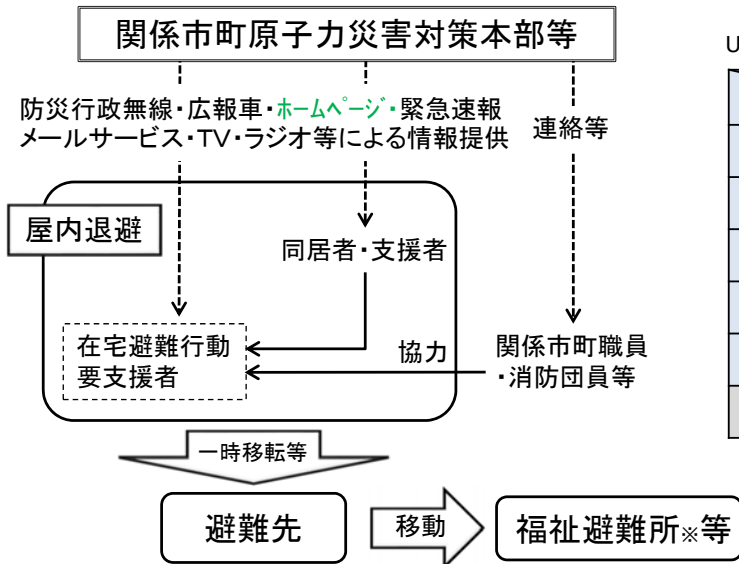 関係市町原子力災害対策本部等
U
防災行政無線・広報車・ホームページ・緊急速報
メールサービス・TV・ラジオ等による情報提供
連絡等
屋内退避
同居者・支援者
在宅避難行動
要支援者
協力
関係市町職員
・消防団員等
一時移転等
避難先
移動
福祉避難所※等